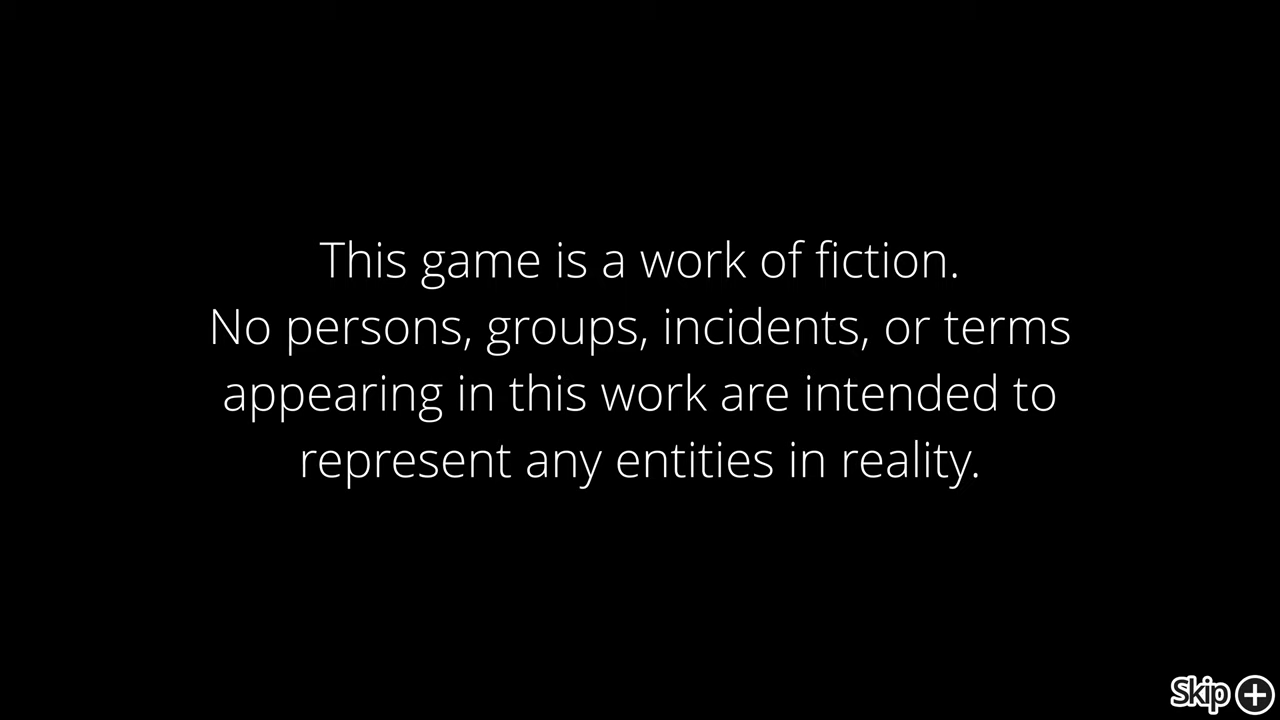 This game is a work of fiction.
No persons, groups, incidents, or terms
appearing in this work are intended to
represent any entities in reality.
Skip